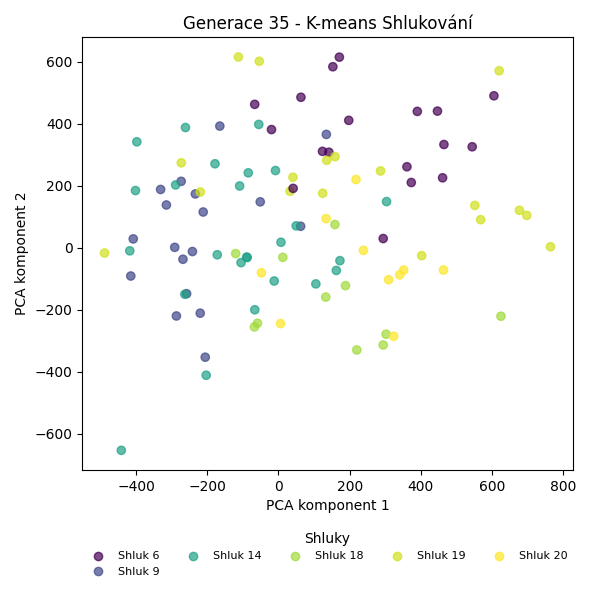 Generace 35 - K-means Shlukování
600
400
200
0
−200
−400
−600
PCA komponent 2
−400 −200 0 200 400 600 800
PCA komponent 1
Shluky
Shluk 6 Shluk 14 Shluk 18 Shluk 19 Shluk 20
Shluk 9